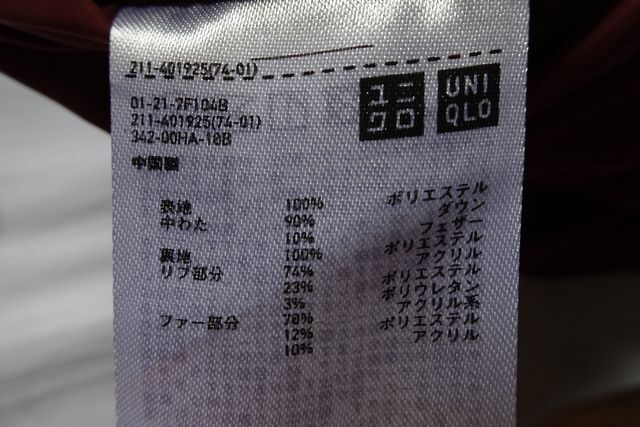 211-401925(74-01)
ユニクロ
UNIQLO
01-21-7F104B
211-401925(74-01)
342-00HA-18B
中国製
表地 100% ポリエステル
中わた 90% ダウン
10% フェザー
裏地 100% ポリエステル
リブ部分 74% アクリル
23% ポリエステル
3% ポリウレタン
ファー部分 78% アクリル系
12% ポリエステル
10% アクリル